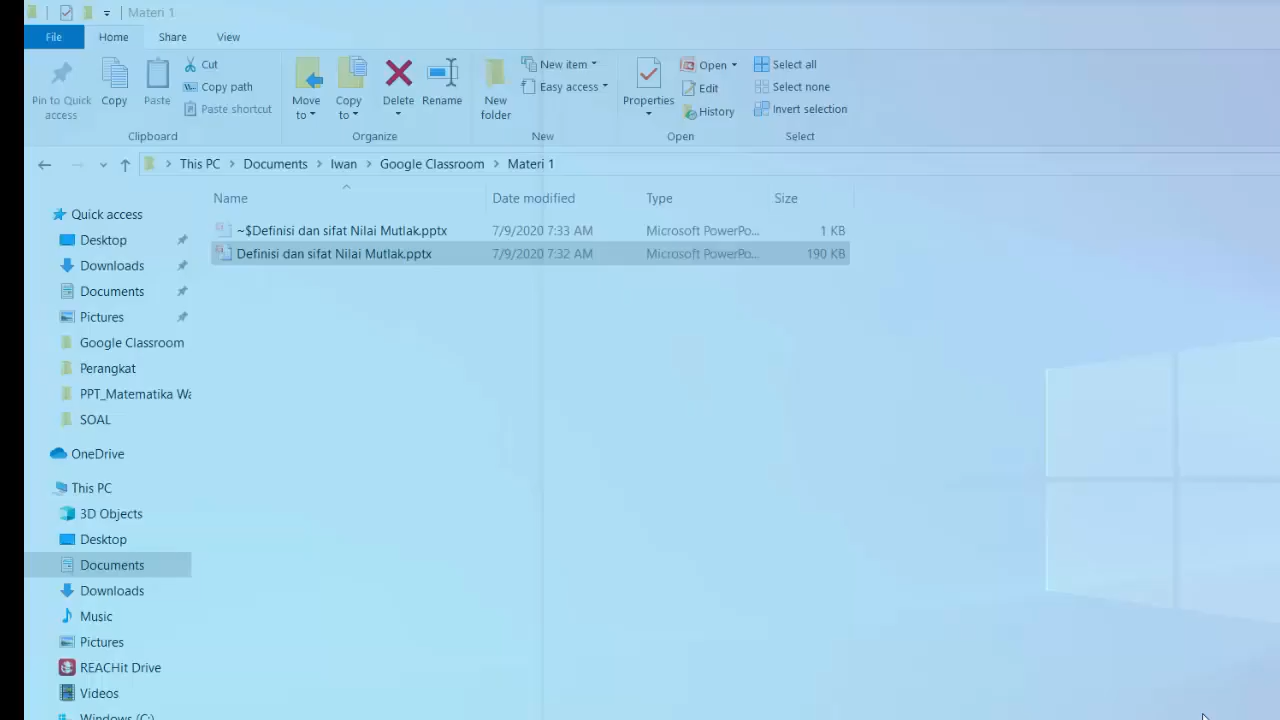 Materi 1
File Home Share View
Pin to Quick access
Copy
Paste
Cut
Copy path
Paste shortcut
Clipboard
Move to
Copy to
Delete
Rename
Organize
New folder
New item
Easy access
New
Properties
Open
Edit
History
Open
Select all
Select none
Invert selection
Select
This PC > Documents > Iwan > Google Classroom > Materi 1
Name Date modified Type Size
~$Definisi dan sifat Nilai Mutlak.pptx 7/9/2020 7:33 AM Microsoft PowerPo... 1 KB
Definisi dan sifat Nilai Mutlak.pptx 7/9/2020 7:32 AM Microsoft PowerPo... 190 KB
Quick access
Desktop
Downloads
Documents
Pictures
Google Classroom
Perangkat
PPT_Matematika Wa
SOAL
OneDrive
This PC
3D Objects
Desktop
Documents
Downloads
Music
Pictures
REACHit Drive
Videos
Windows (C:)